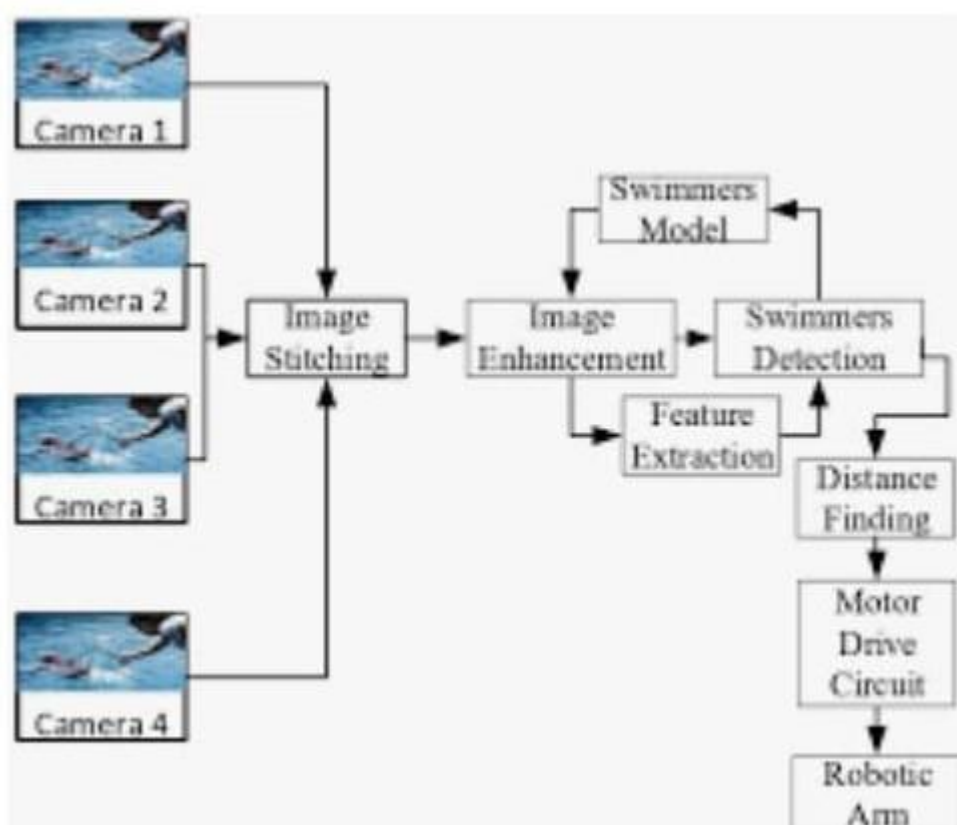 Camera 1
Camera 2
Camera 3
Camera 4
Image
Stitching
Image
Enhancement
Swimmers
Model
Feature
Extraction
Swimmers
Detection
Distance
Finding
Motor
Drive
Circuit
Robotic
Arm